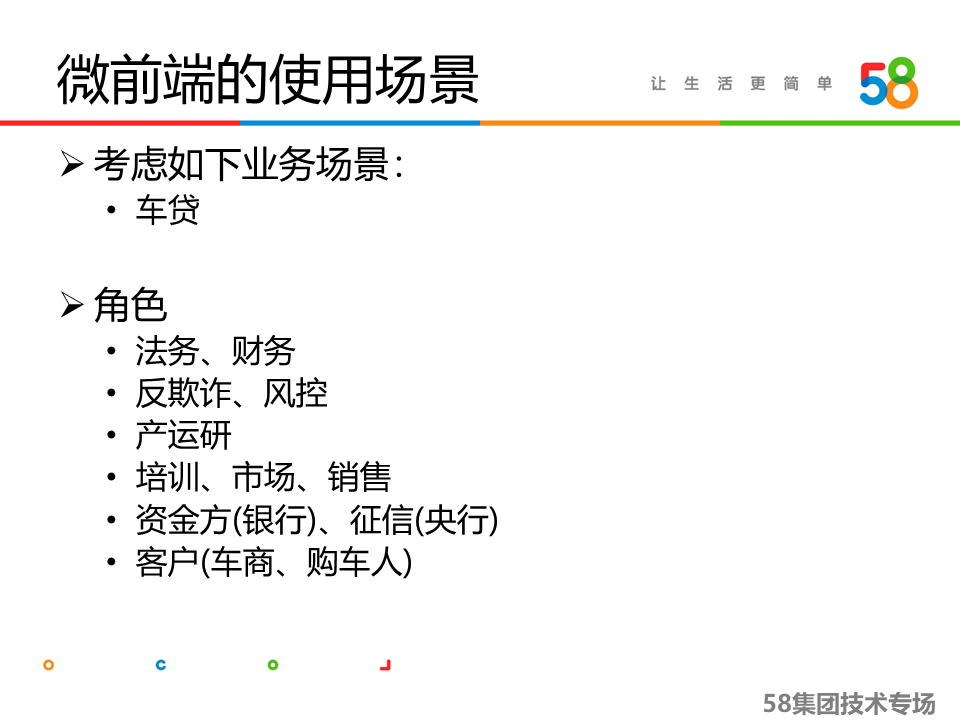 微前端的使用场景
让生活更简单
58
➢考虑如下业务场景：
• 车贷
➢角色
• 法务、财务
• 反欺诈、风控
• 产运研
• 培训、市场、销售
• 资金方(银行)、征信(央行)
• 客户(车商、购车人)
58集团技术专场